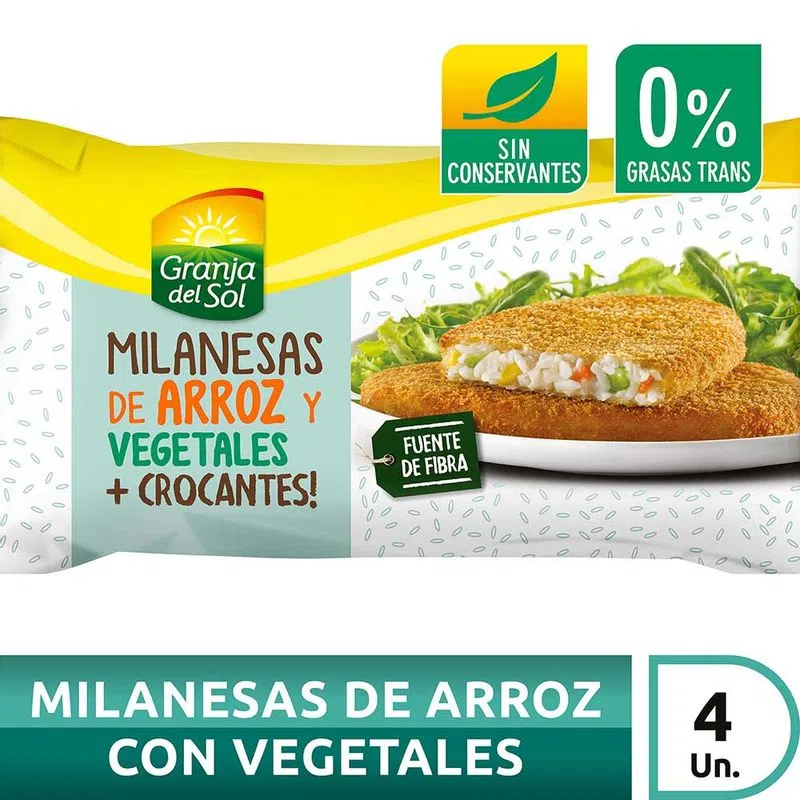 SIN
CONSERVANTES
0%
GRASAS TRANS
Granja
del Sol
MILANESAS
DE ARROZ Y
VEGETALES
+ CROCANTES!
FUENTE
DE FIBRA
MILANESAS DE ARROZ
CON VEGETALES
4
Un.